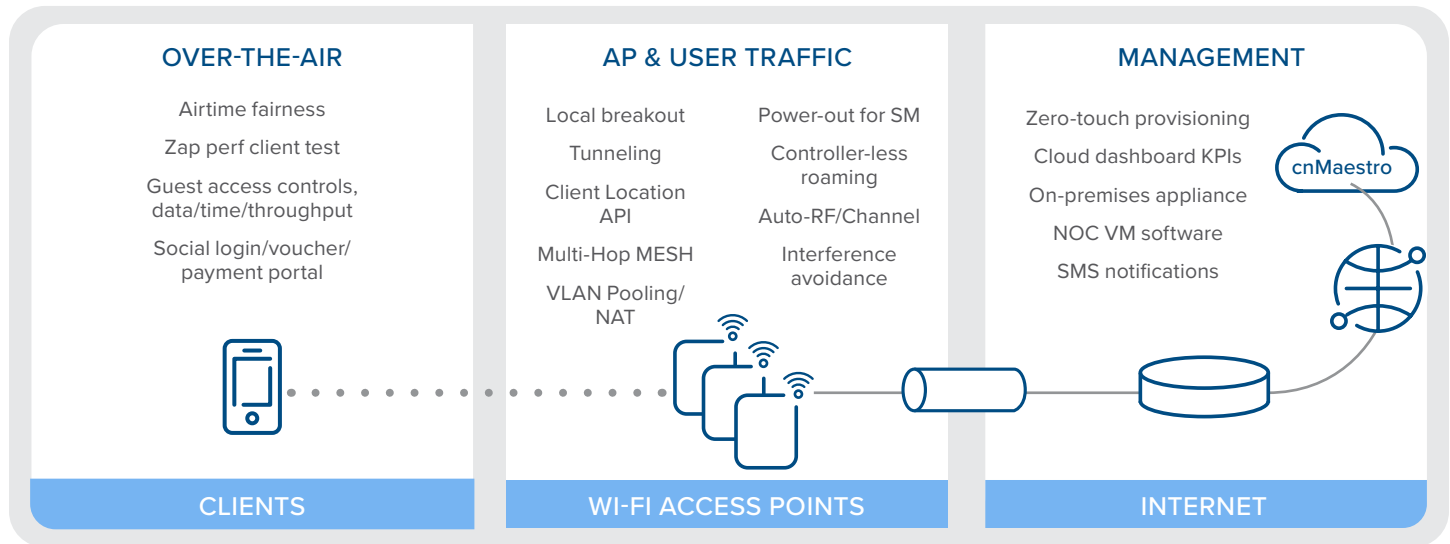 OVER-THE-AIR
Airtime fairness
Zap perf client test
Guest access controls,
data/time/throughput
Social login/voucher/
payment portal
CLIENTS
AP & USER TRAFFIC
Local breakout
Tunneling
Client Location
API
Multi-Hop MESH
VLAN Pooling/
NAT
Power-out for SM
Controller-less
roaming
Auto-RF/Channel
Interference
avoidance
WI-FI ACCESS POINTS
MANAGEMENT
Zero-touch provisioning
Cloud dashboard KPIs
On-premises appliance
NOC VM software
SMS notifications
cnMaestro
INTERNET